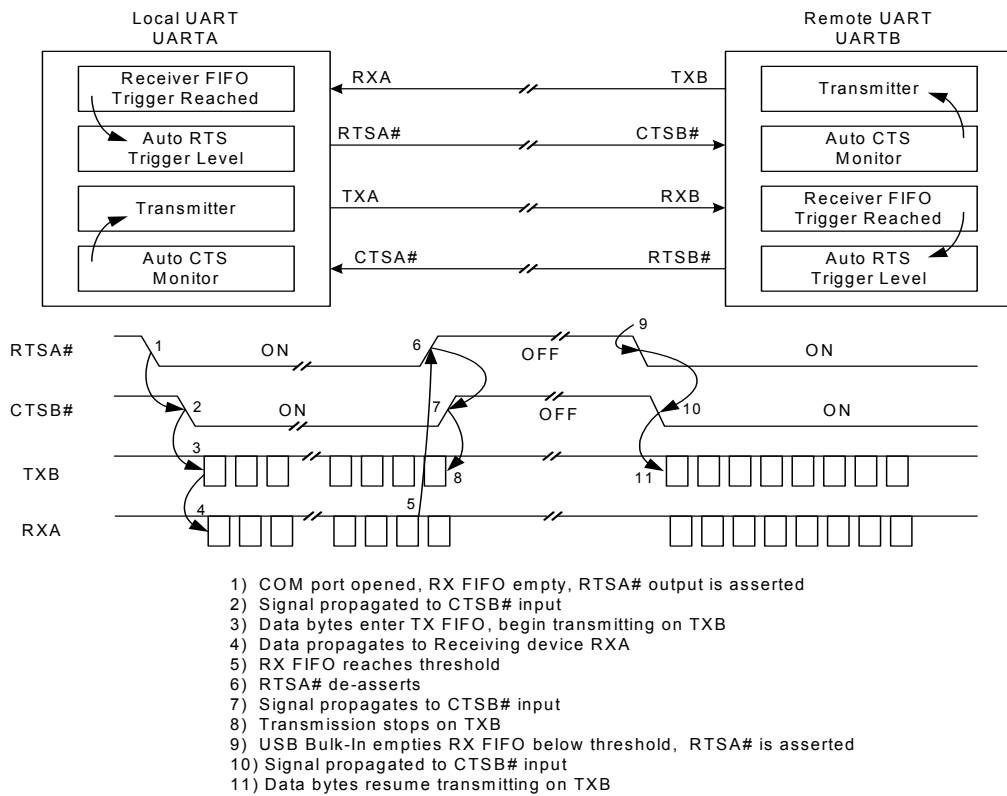 Local UART
UARTA
Remote UART
UARTB
Receiver FIFO
Trigger Reached
Auto RTS
Trigger Level
Transmitter
Auto CTS
Monitor
RXA
TXB
RTSA#
CTSB#
TXA
RXB
CTSA#
RTSB#
Transmitter
Auto CTS
Monitor
Receiver FIFO
Trigger Reached
Auto RTS
Trigger Level
RTSA#
1
ON
6
OFF
9
ON
CTSB#
2
ON
7
OFF
10
ON
TXB
3
8
11
RXA
4
5
1) COM port opened, RX FIFO empty, RTSA# output is asserted
2) Signal propagated to CTSB# input
3) Data bytes enter TX FIFO, begin transmitting on TXB
4) Data propagates to Receiving device RXA
5) RX FIFO reaches threshold
6) RTSA# de-asserts
7) Signal propagates to CTSB# input
8) Transmission stops on TXB
9) USB Bulk-In empties RX FIFO below threshold, RTSA# is asserted
10) Signal propagated to CTSB# input
11) Data bytes resume transmitting on TXB